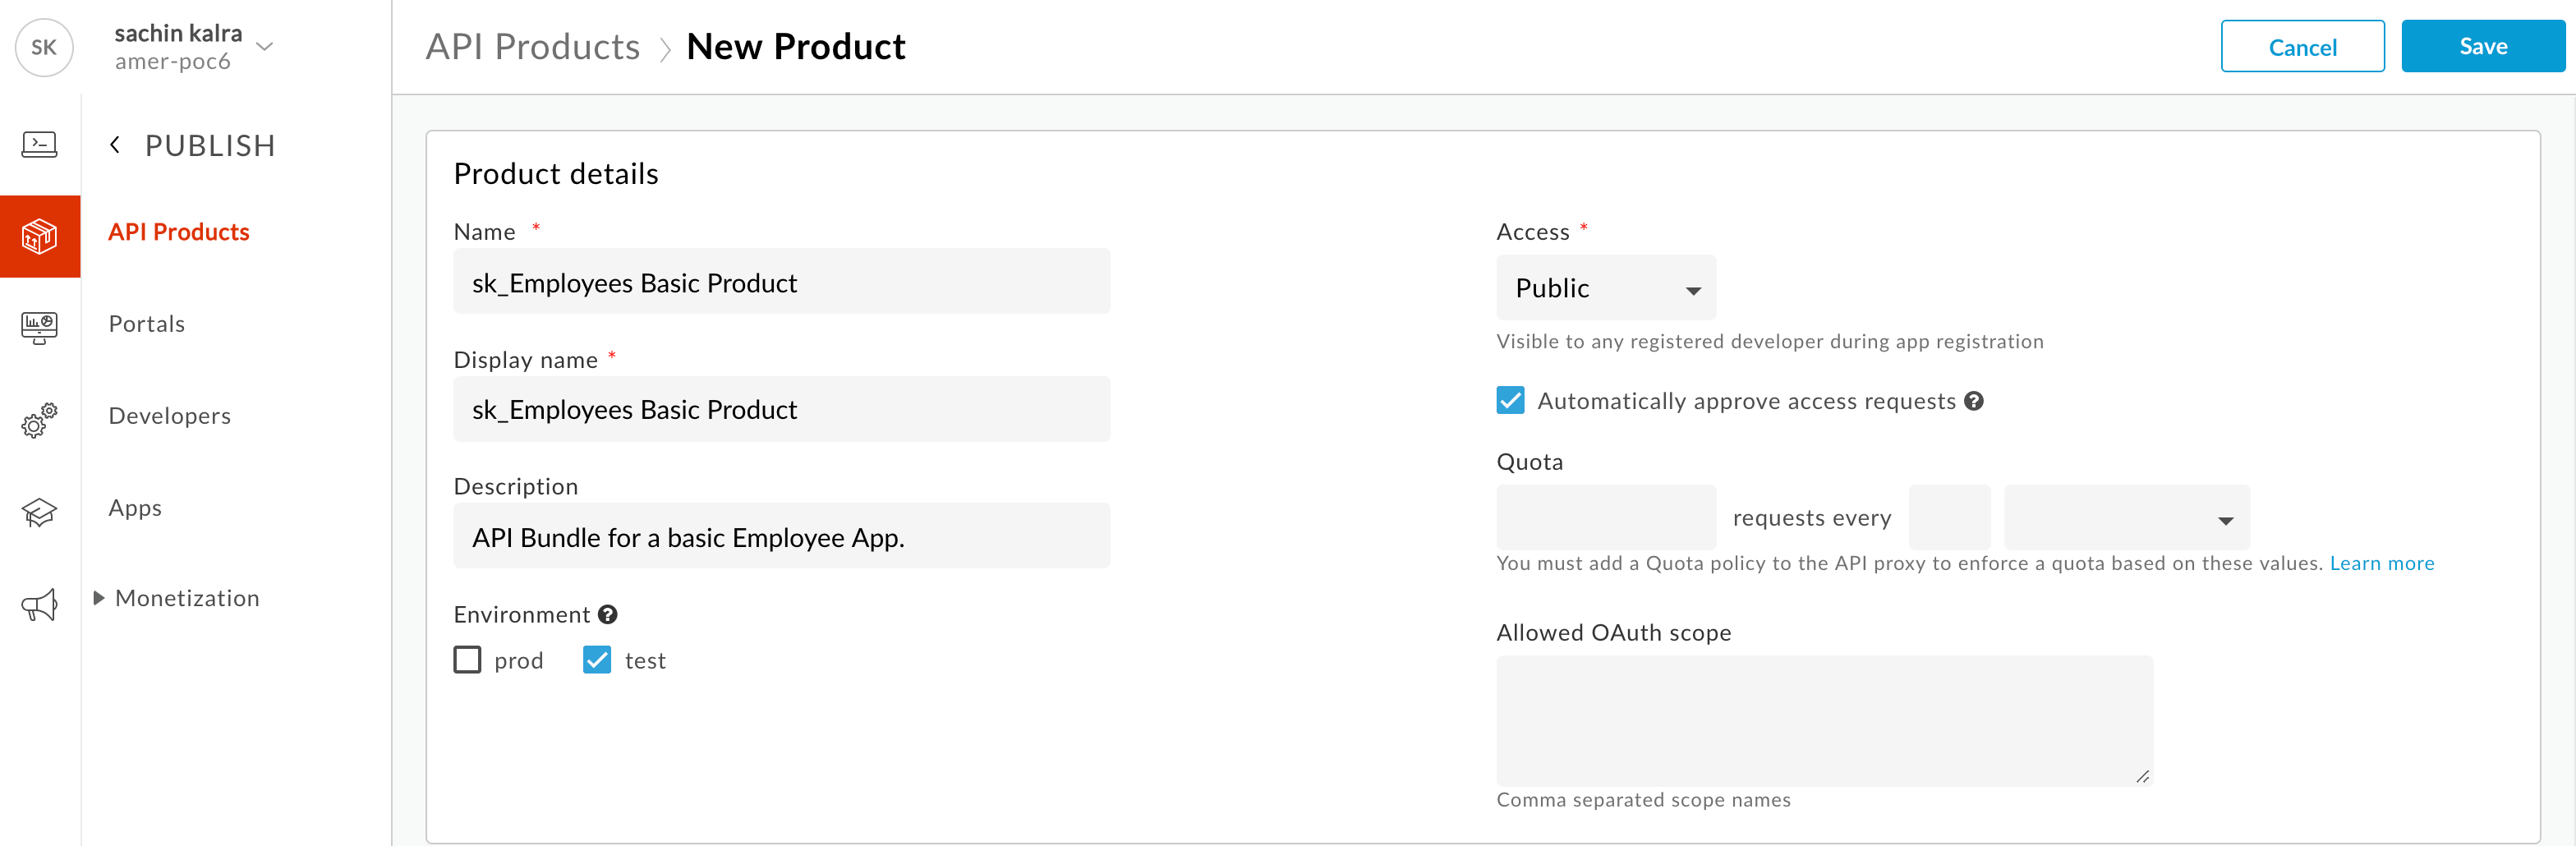 SK
sachin kalra
amer-poc6
PUBLISH
API Products
Portals
Developers
Apps
Monetization
API Products > New Product
Cancel
Save
Product details
Name *
sk_Employees Basic Product
Display name *
sk_Employees Basic Product
Description
API Bundle for a basic Employee App.
Environment ?
prod test
Access *
Public
Visible to any registered developer during app registration
Automatically approve access requests ?
Quota
requests every
You must add a Quota policy to the API proxy to enforce a quota based on these values. Learn more
Allowed OAuth scope
Comma separated scope names